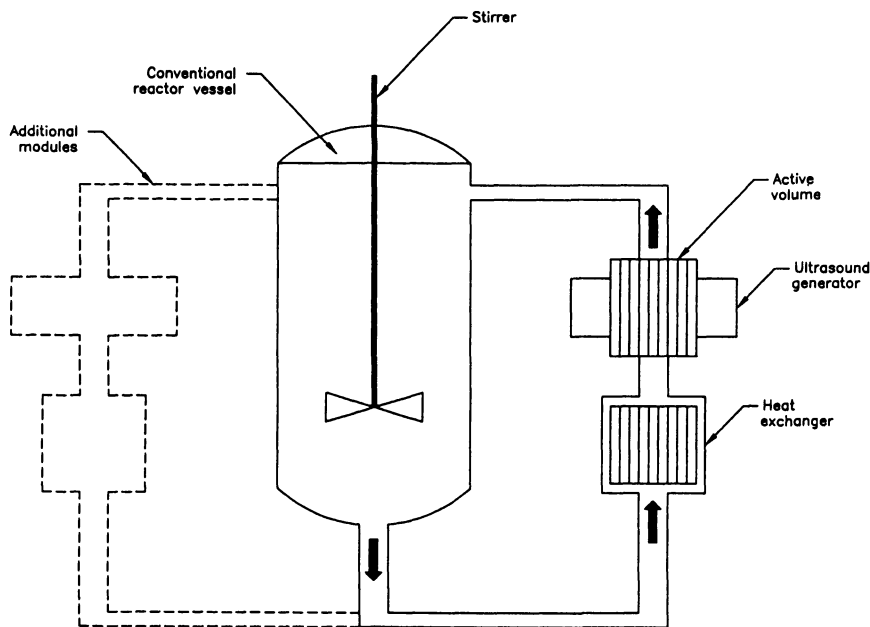 Stirrer
Conventional
reactor vessel
Additional
modules
Active
volume
Ultrasound
generator
Heat
exchanger